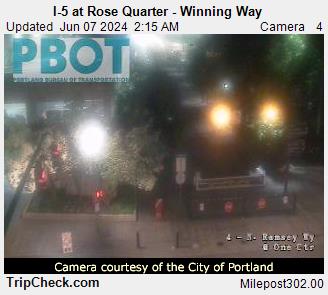 I-5 at Rose Quarter - Winning Way
Updated Jun 07 2024 2:15 AM Camera 4
PBOT
PORTLAND BUREAU OF TRANSPORTATION
4 - N. Ramsey Wy
@ One Ctr
Camera courtesy of the City of Portland
TripCheck.com Milepost302.00